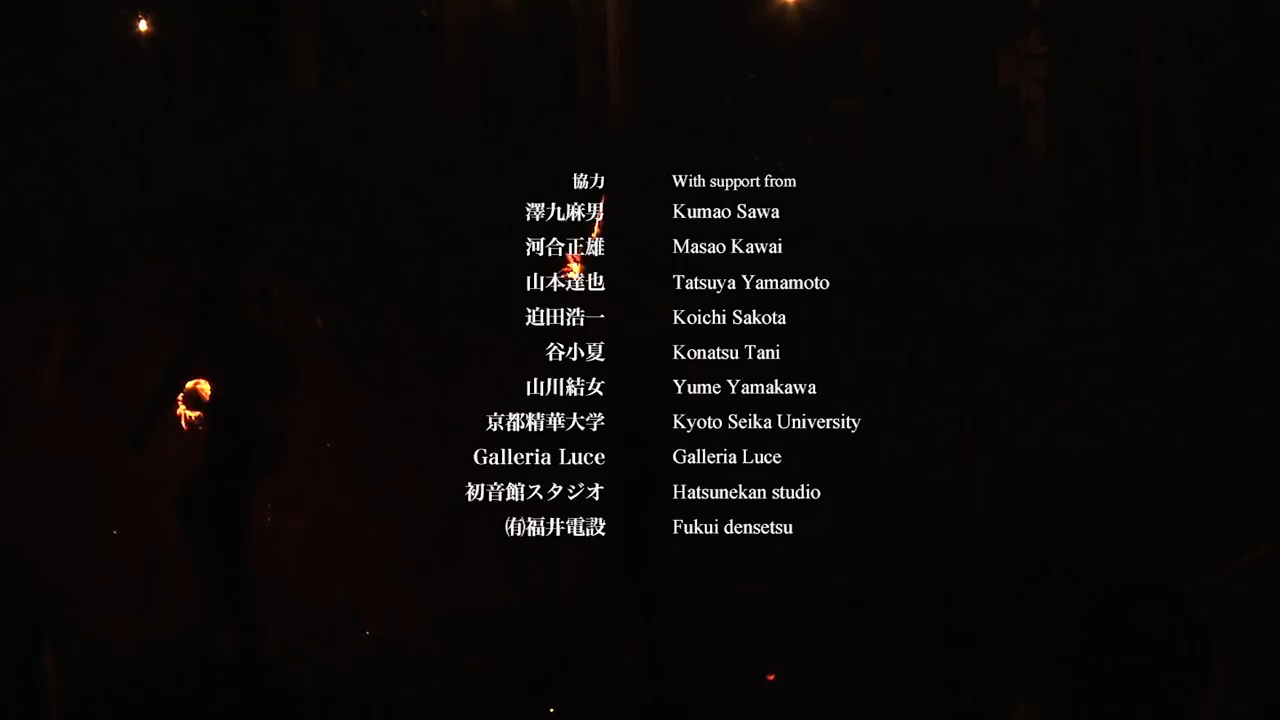 協力 With support from
澤九麻男 Kumao Sawa
河合正雄 Masao Kawai
山本達也 Tatsuya Yamamoto
迫田浩一 Koichi Sakota
谷小夏 Konatsu Tani
山川結女 Yume Yamakawa
京都精華大学 Kyoto Seika University
Galleria Luce Galleria Luce
初音館スタジオ Hatsunekan studio
㈲福井電設 Fukui densetsu